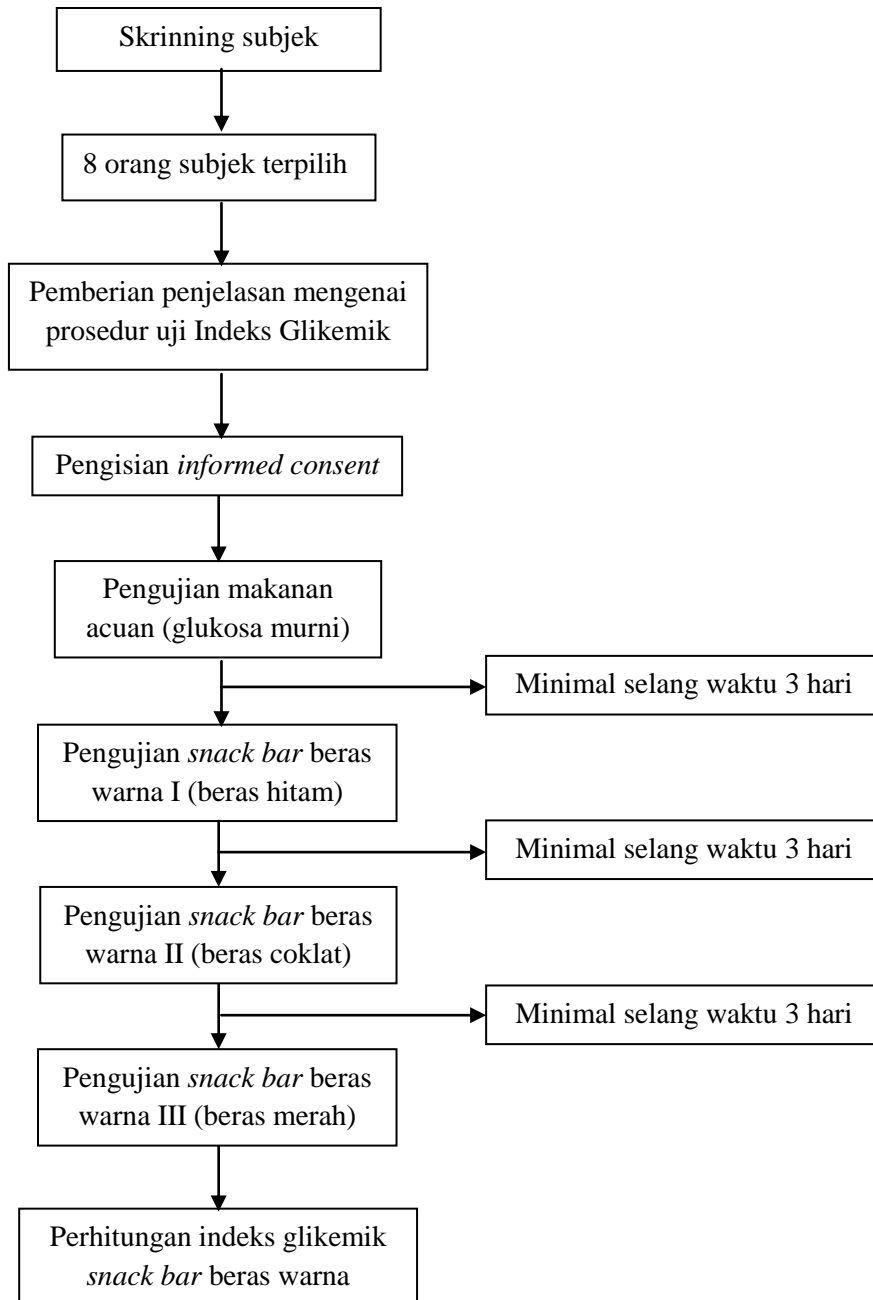 Skrinning subjek
8 orang subjek terpilih
Pemberian penjelasan mengenai
prosedur uji Indeks Glikemik
Pengisian informed consent
Pengujian makanan
acuan (glukosa murni)
Minimal selang waktu 3 hari
Pengujian snack bar beras
warna I (beras hitam)
Minimal selang waktu 3 hari
Pengujian snack bar beras
warna II (beras coklat)
Minimal selang waktu 3 hari
Pengujian snack bar beras
warna III (beras merah)
Perhitungan indeks glikemik
snack bar beras warna